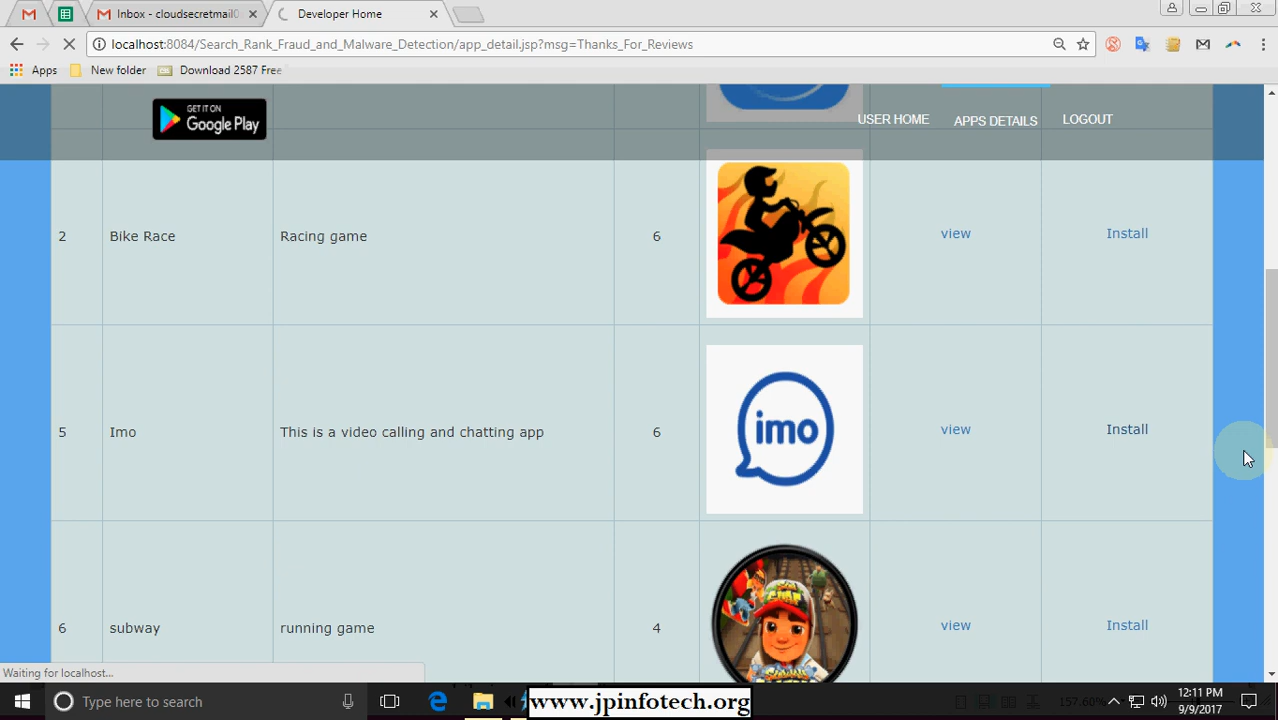 Inbox - cloudsecretmail0
Developer Home
localhost:8084/Search_Rank_Fraud_and_Malware_Detection/app_detail.jsp?msg=Thanks_For_Reviews
Apps
New folder
Download 2587 Free
GET IT ON
Google Play
USER HOME
APPS DETAILS
LOGOUT
2 Bike Race Racing game 6 view Install
5 Imo This is a video calling and chatting app 6 imo view Install
6 subway running game 4 view Install
Waiting for localhost...
Type here to search
www.jpinfotech.org
157.60%
12:11 PM
9/9/2017